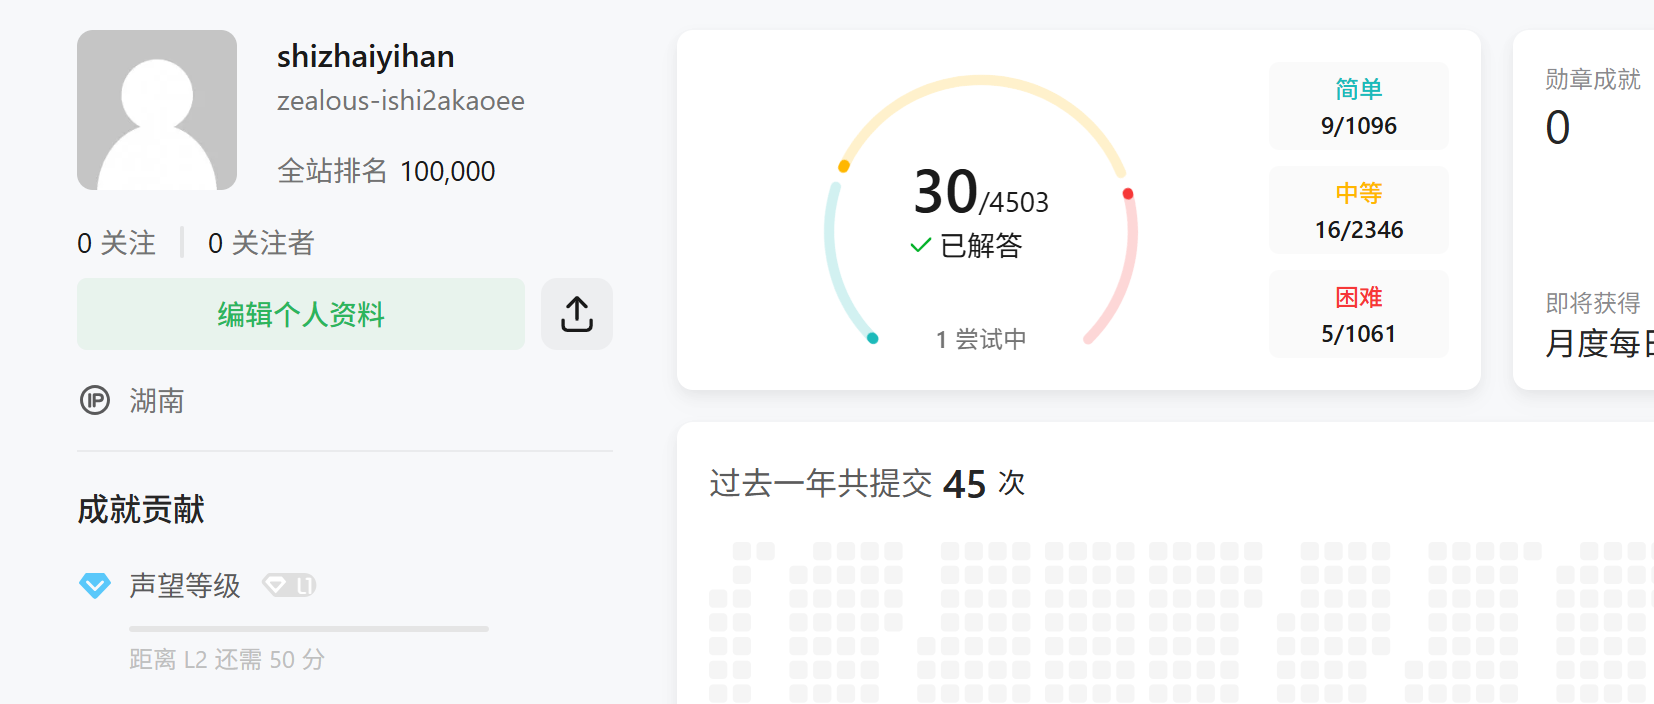 shizhaiyihan
zealous-ishi2akaoee
全站排名 100,000
0 关注 0 关注者
编辑个人资料
IP 湖南
成就贡献
声望等级 L1
距离 L2 还需 50 分
30/4503
已解答
1 尝试中
简单
9/1096
中等
16/2346
困难
5/1061
勋章成就
0
即将获得
月度每日
过去一年共提交 45 次